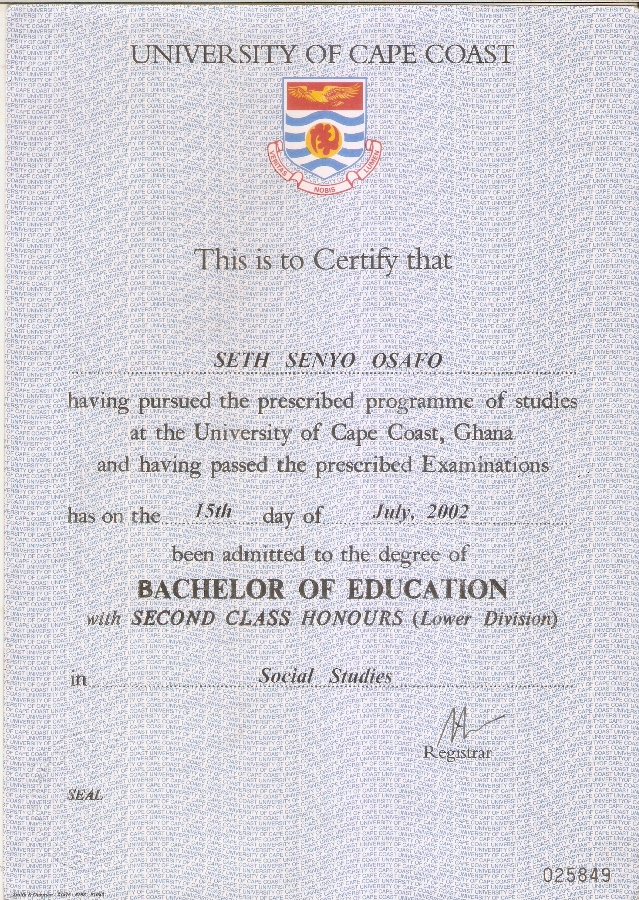 UNIVERSITY OF CAPE COAST
VERITAS NOBIS LUMEN
This is to Certify that
SETH SENYO OSAFO
having pursued the prescribed programme of studies
at the University of Cape Coast, Ghana
and having passed the prescribed Examinations
has on the 15th day of July, 2002
been admitted to the degree of
BACHELOR OF EDUCATION
with SECOND CLASS HONOURS (Lower Division)
in Social Studies
Registrar
SEAL
025849